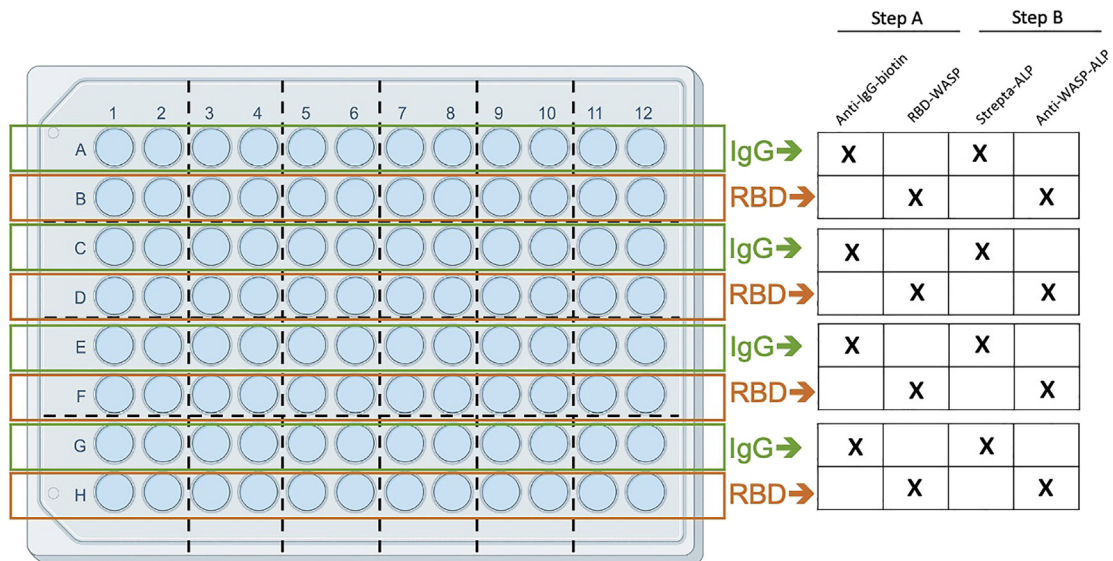 Step A Step B
Anti-IgG-biotin RBD-WASP Strepta-ALP Anti-WASP-ALP
1 2 3 4 5 6 7 8 9 10 11 12
A IgG X X
B RBD X X
C IgG X X
D RBD X X
E IgG X X
F RBD X X
G IgG X X
H RBD X X